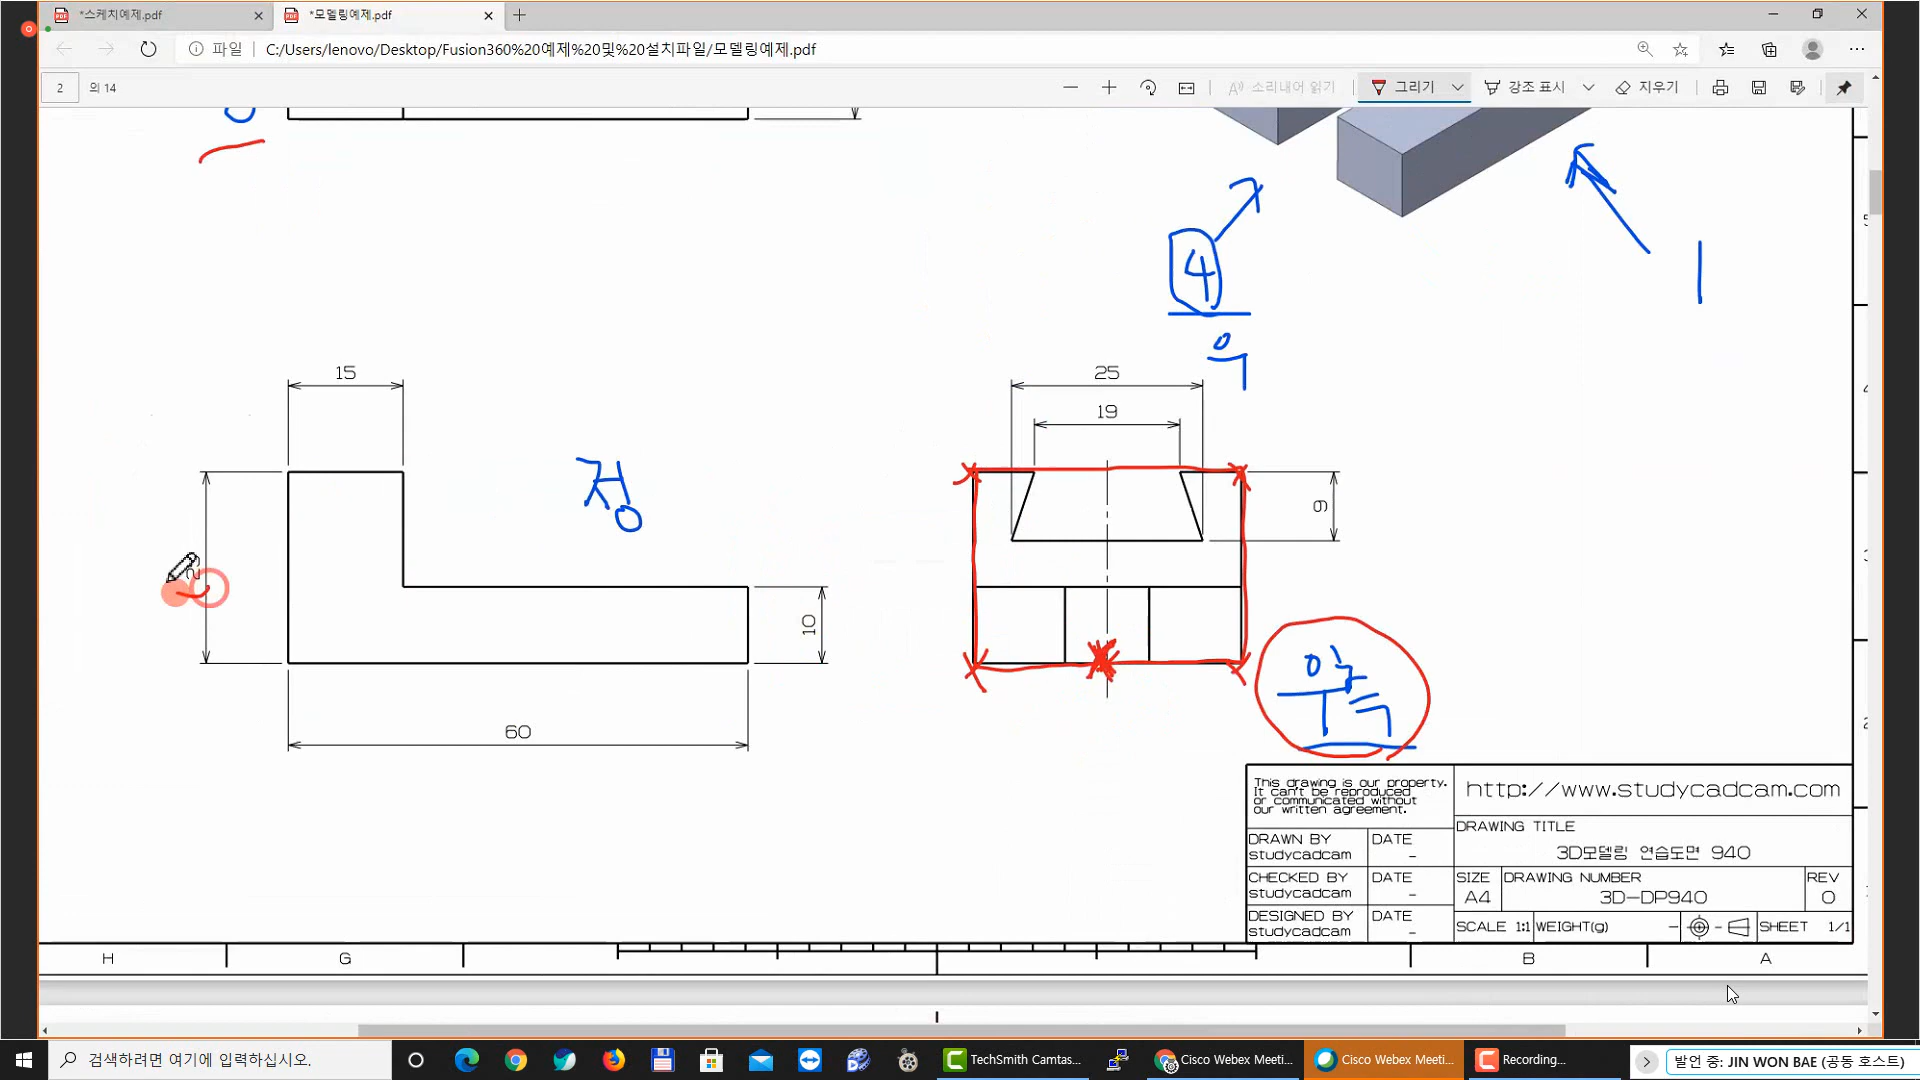 *스케치예제.pdf
*모델링예제.pdf
파일
C:/Users/lenovo/Desktop/Fusion360%20예제%20및%20설치파일/모델링예제.pdf
2
의 14
소리내어 읽기
그리기
강조 표시
지우기
4
1
우
15
25
19
정
9
10
60
우측
This drawing is our property.
It can't be reproduced
or communicated without
our written agreement.
http://www.studycadcam.com
DRAWING TITLE
3D모델링 연습도면 940
DRAWN BY
studycadcam
DATE
-
CHECKED BY
studycadcam
DATE
-
SIZE
A4
DRAWING NUMBER
3D-DP940
REV
0
DESIGNED BY
studycadcam
DATE
-
SCALE 1:1
WEIGHT(g)
-
SHEET 1/1
H
G
B
A
검색하려면 여기에 입력하십시오.
TechSmith Camtas...
Cisco Webex Meeti...
Cisco Webex Meeti...
Recording...
발언 중: JIN WON BAE (공동 호스트)